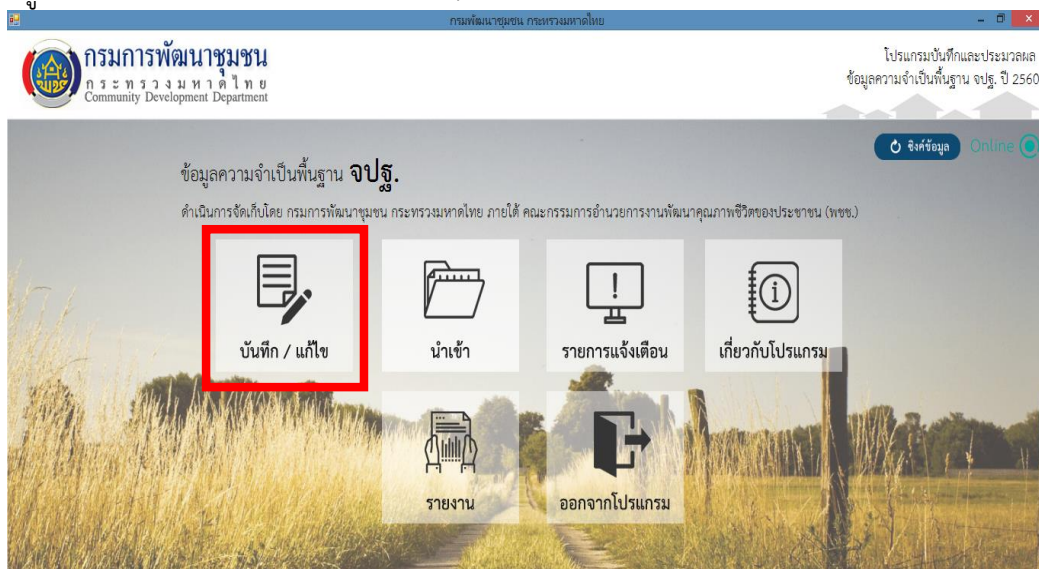 กรมพัฒนาชุมชน กระทรวงมหาดไทย
กรมการพัฒนาชุมชน
กระทรวงมหาดไทย
Community Development Department
โปรแกรมบันทึกและประมวลผล
ข้อมูลความจำเป็นพื้นฐาน จปฐ. ปี 2560
ซิงค์ข้อมูล Online
ข้อมูลความจำเป็นพื้นฐาน จปฐ.
ดำเนินการจัดเก็บโดย กรมการพัฒนาชุมชน กระทรวงมหาดไทย ภายใต้ คณะกรรมการอำนวยการงานพัฒนาคุณภาพชีวิตของประชาชน (พชช.)
บันทึก / แก้ไข นำเข้า รายการแจ้งเตือน เกี่ยวกับโปรแกรม
รายงาน ออกจากโปรแกรม